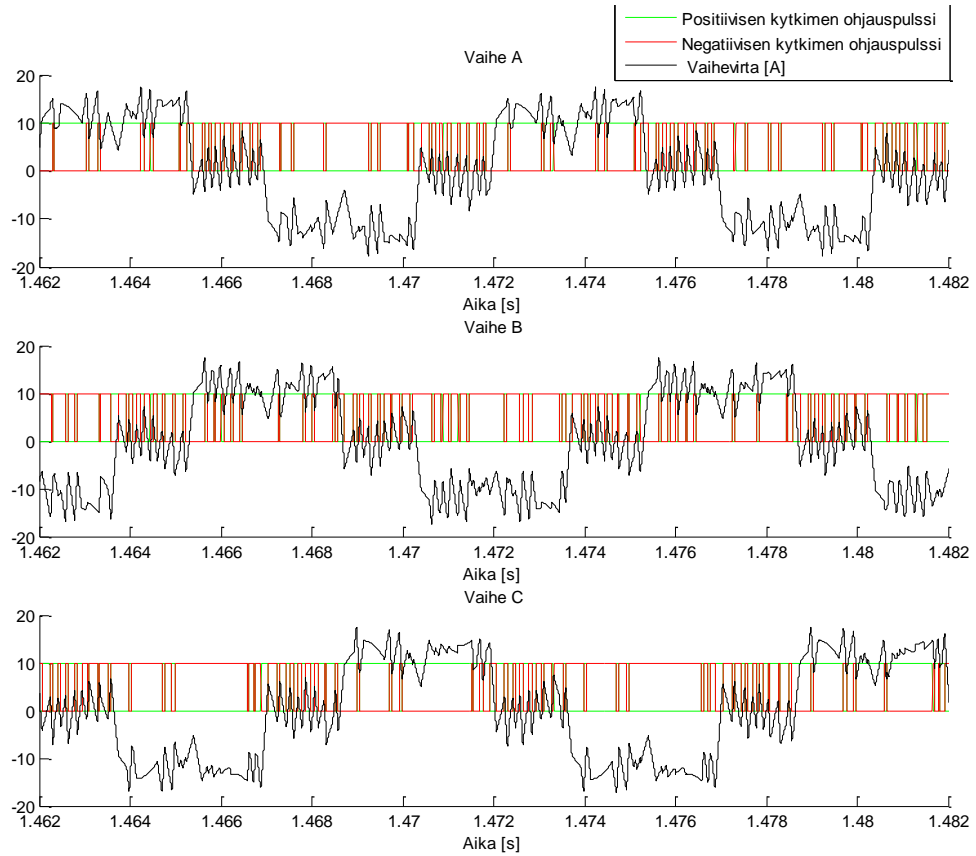 Positiivisen kytkimen ohjauspulssi
Negatiivisen kytkimen ohjauspulssi
Vaihevirta [A]
Vaihe A
20
10
0
-10
-20
1.462 1.464 1.466 1.468 1.47 1.472 1.474 1.476 1.478 1.48 1.482
Aika [s]
Vaihe B
20
10
0
-10
-20
1.462 1.464 1.466 1.468 1.47 1.472 1.474 1.476 1.478 1.48 1.482
Aika [s]
Vaihe C
20
10
0
-10
-20
1.462 1.464 1.466 1.468 1.47 1.472 1.474 1.476 1.478 1.48 1.482
Aika [s]